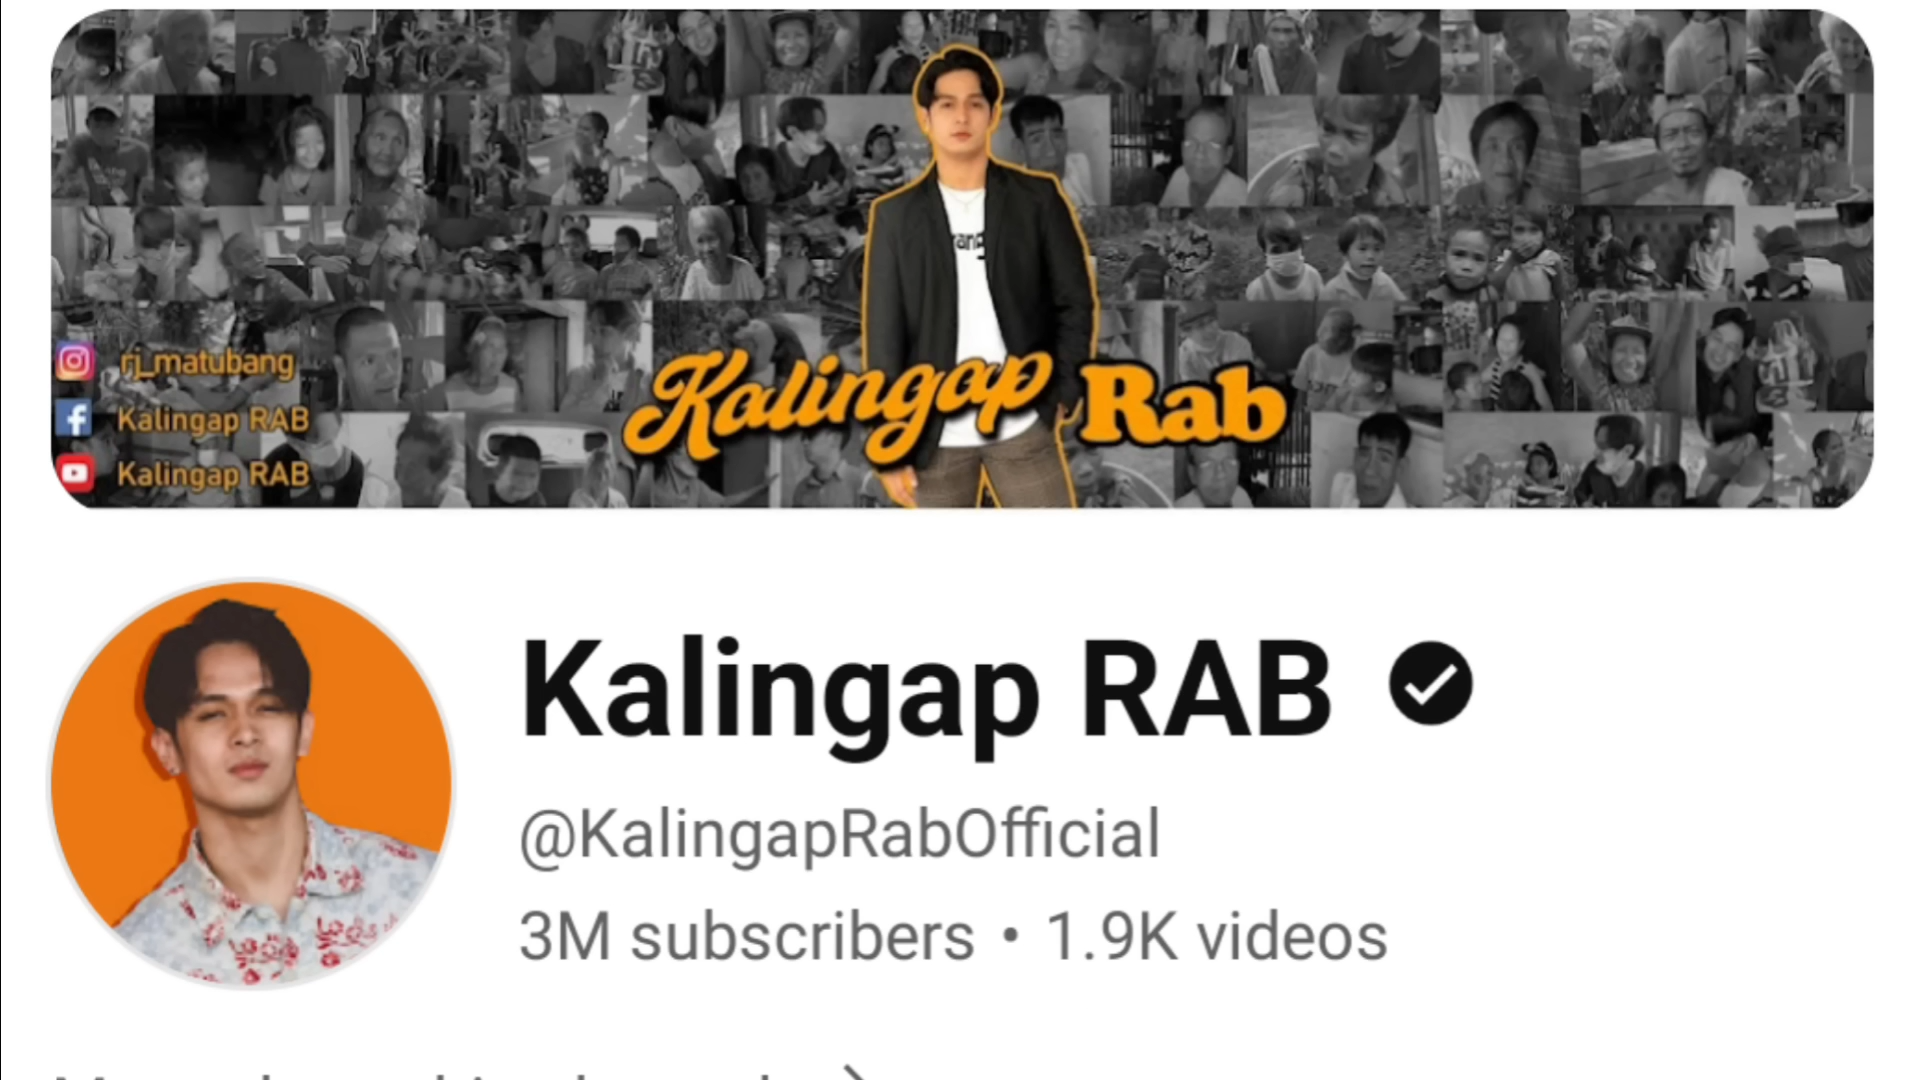 rj_matubang
Kalingap RAB
Kalingap RAB
Kalingap Rab
Kalingap RAB
@KalingapRabOfficial
3M subscribers • 1.9K videos